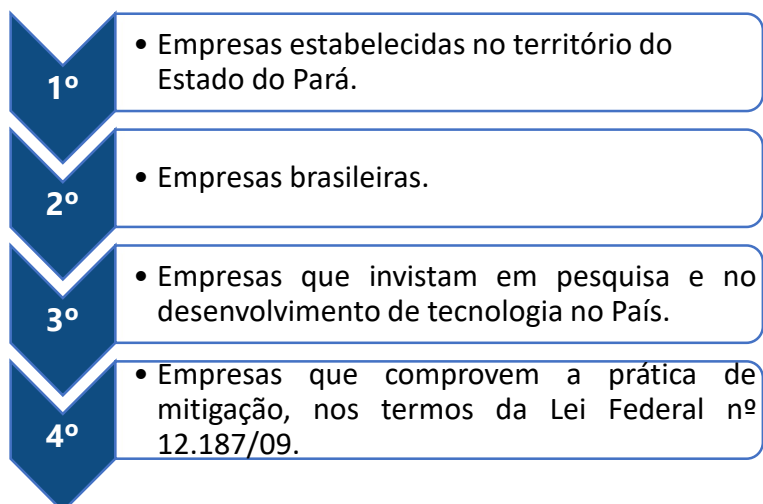 1º
• Empresas estabelecidas no território do
Estado do Pará.
2º
• Empresas brasileiras.
3º
• Empresas que invistam em pesquisa e no
desenvolvimento de tecnologia no País.
4º
• Empresas que comprovem a prática de
mitigação, nos termos da Lei Federal nº
12.187/09.